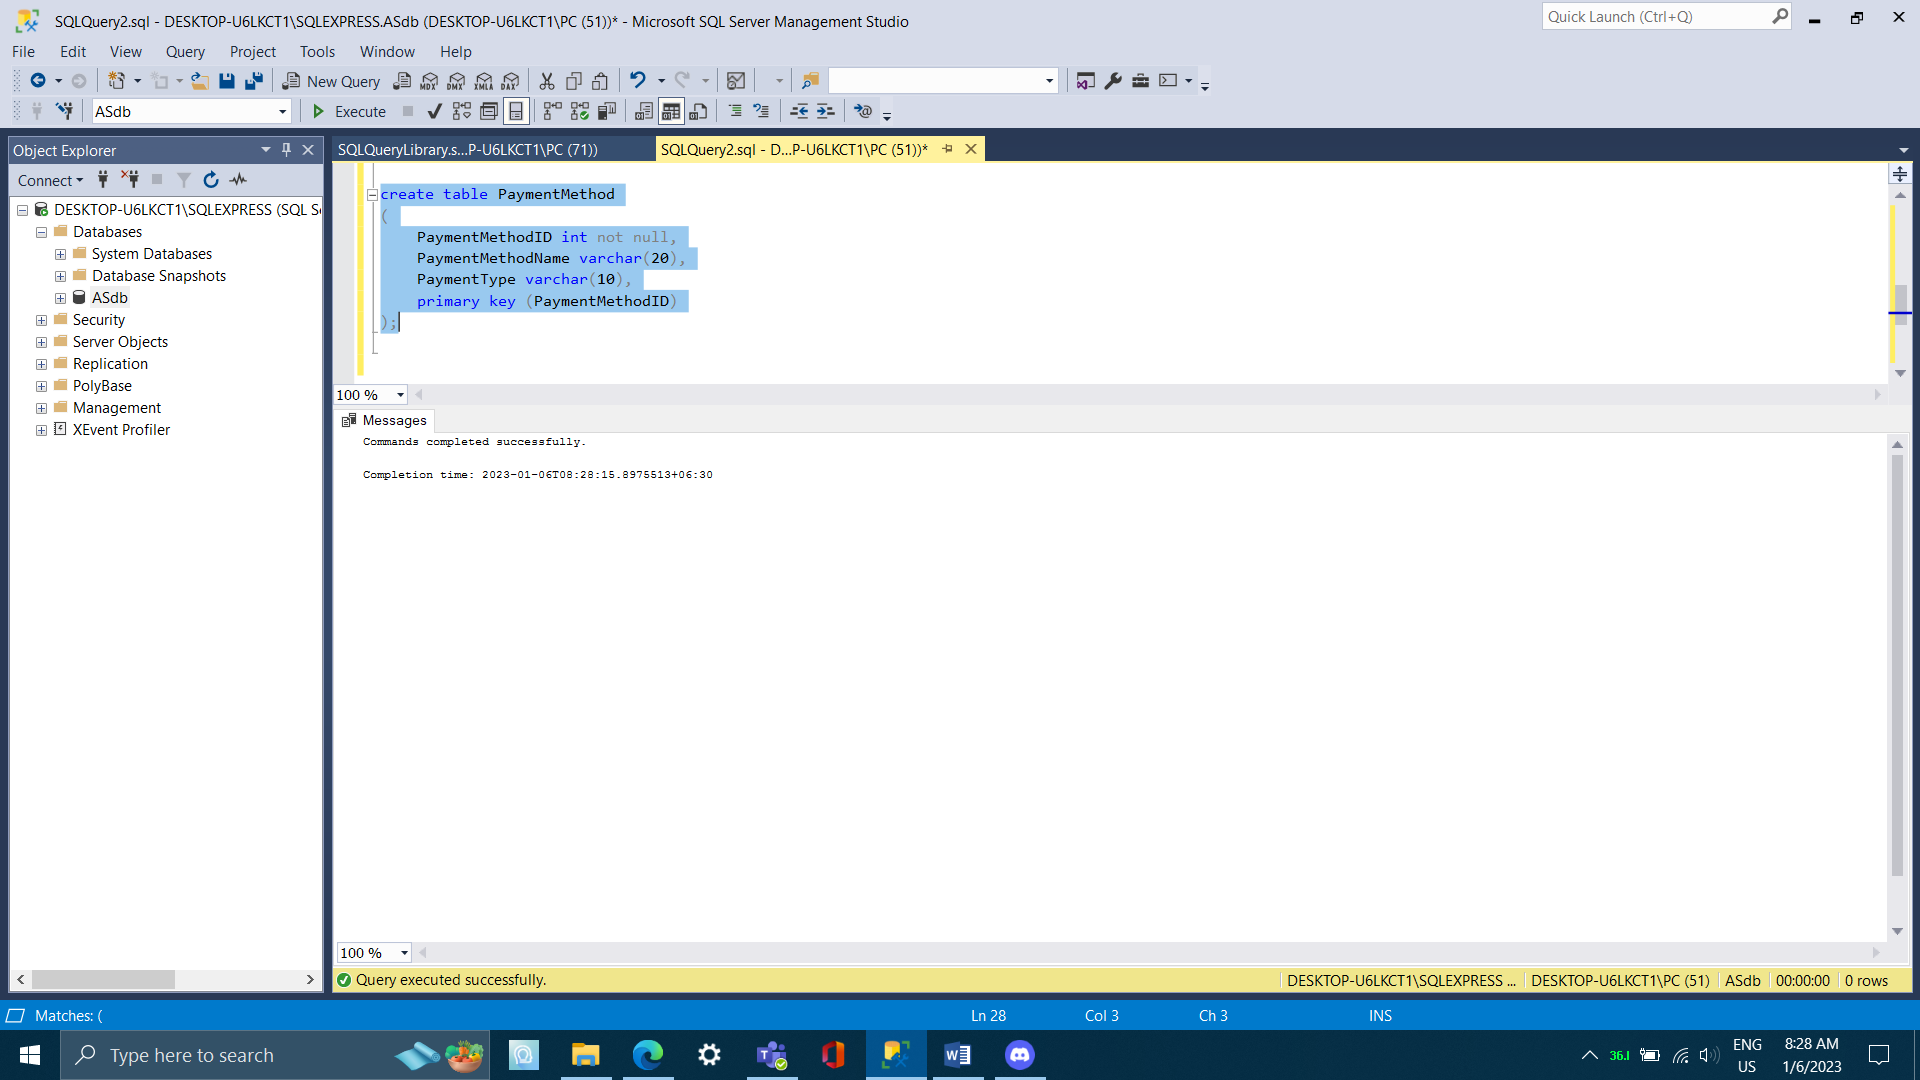 SQLQuery2.sql - DESKTOP-U6LKCT1\SQLEXPRESS.ASdb (DESKTOP-U6LKCT1\PC (51))* - Microsoft SQL Server Management Studio
Quick Launch (Ctrl+Q)
File Edit View Query Project Tools Window Help
New Query MDX DMX XMLA DAX
ASdb Execute
Object Explorer
SQLQueryLibrary.s...P-U6LKCT1\PC (71))
SQLQuery2.sql - D...P-U6LKCT1\PC (51))*
Connect
DESKTOP-U6LKCT1\SQLEXPRESS (SQL S
Databases
System Databases
Database Snapshots
ASdb
Security
Server Objects
Replication
PolyBase
Management
XEvent Profiler
create table PaymentMethod
(
PaymentMethodID int not null,
PaymentMethodName varchar(20),
PaymentType varchar(10),
primary key (PaymentMethodID)
);
100 %
Messages
Commands completed successfully.
Completion time: 2023-01-06T08:28:15.8975513+06:30
100 %
Query executed successfully.
DESKTOP-U6LKCT1\SQLEXPRESS ... DESKTOP-U6LKCT1\PC (51) ASdb 00:00:00 0 rows
Matches: ( Ln 28 Col 3 Ch 3 INS
Type here to search
ENG
US
8:28 AM
1/6/2023